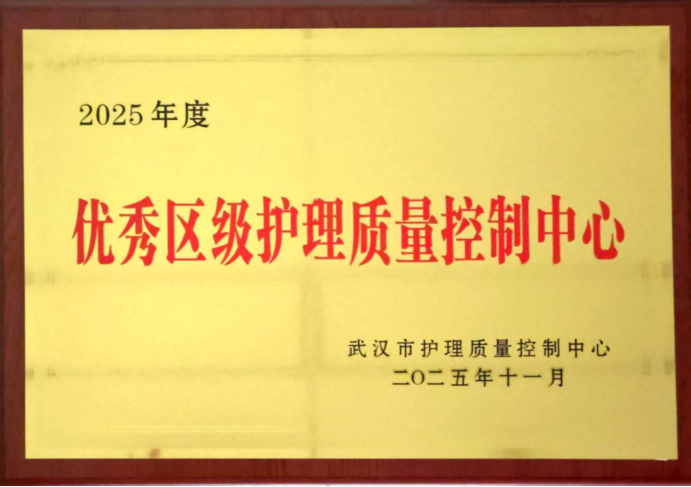 2025年度
优秀区级护理质量控制中心
武汉市护理质量控制中心
二〇二五年十一月